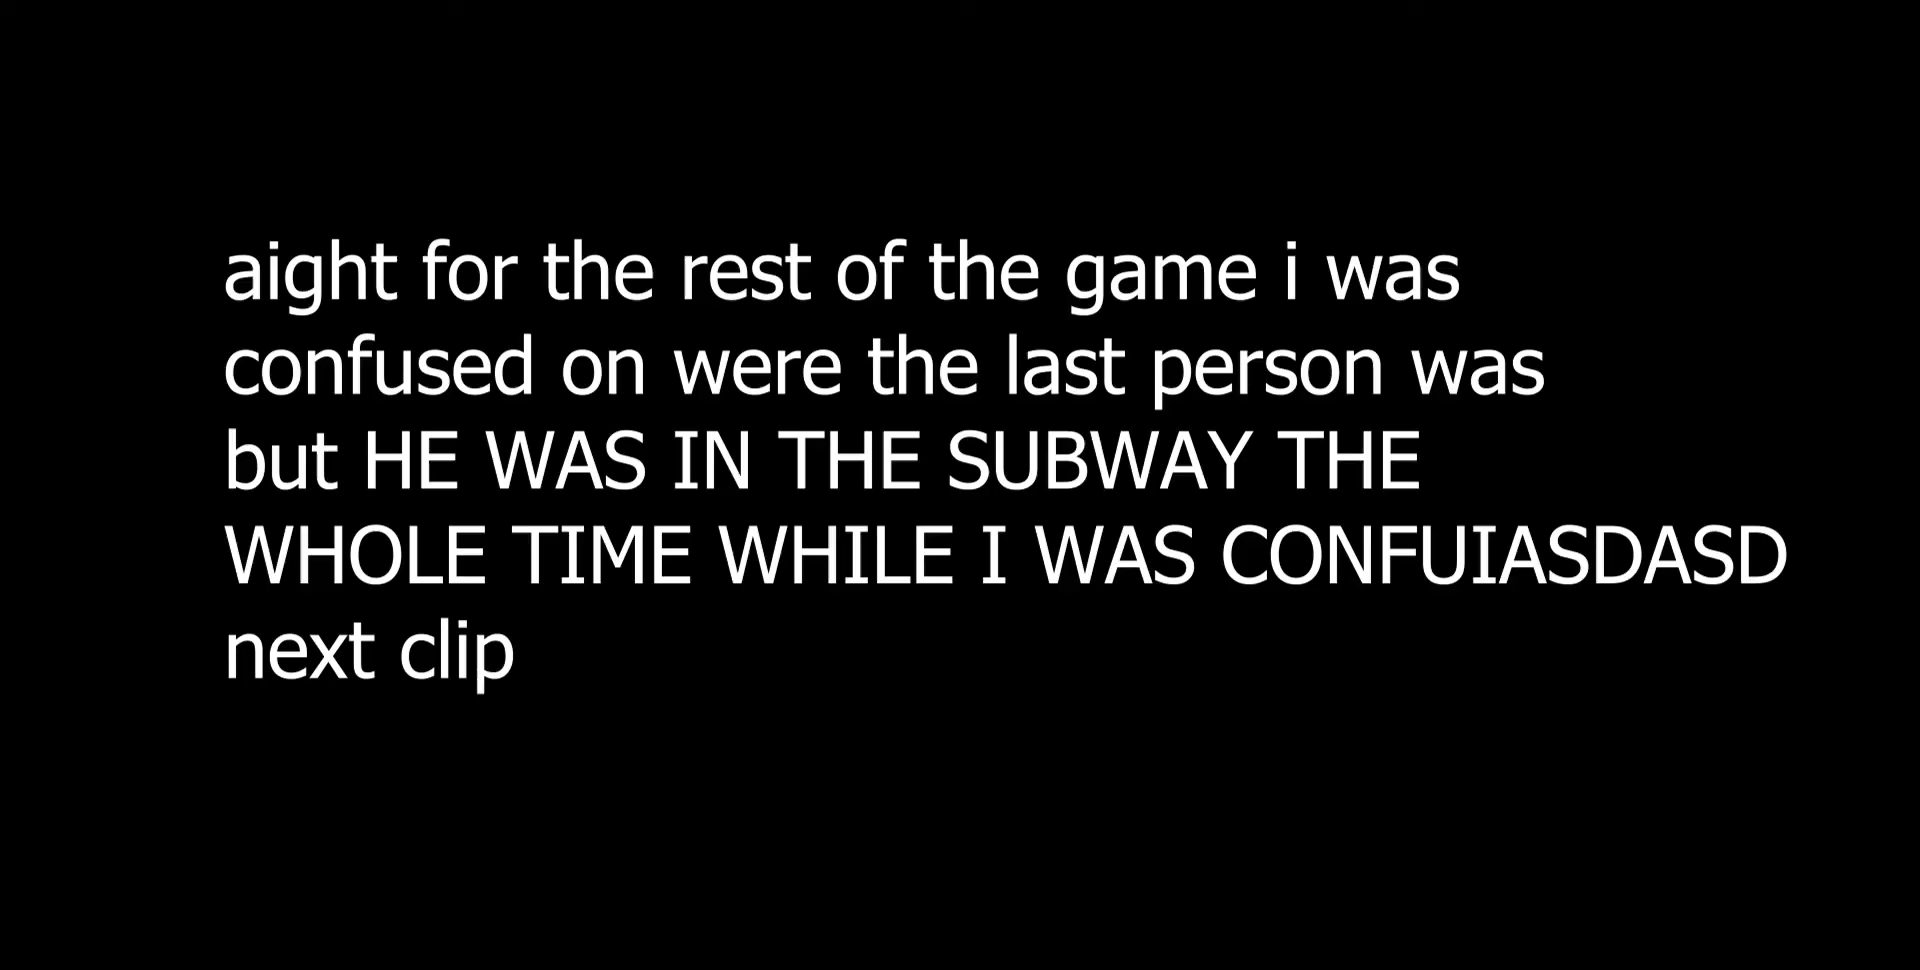 aight for the rest of the game i was
confused on were the last person was
but HE WAS IN THE SUBWAY THE
WHOLE TIME WHILE I WAS CONFUIASDASD
next clip